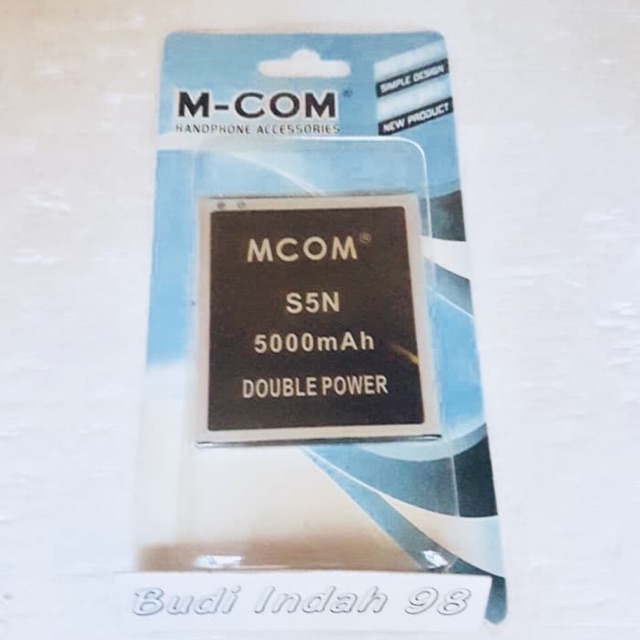 M-COM®
HANDPHONE ACCESSORIES
SIMPLE DESIGN
NEW PRODUCT
MCOM®
S5N
5000mAh
DOUBLE POWER
Budi Indah 98